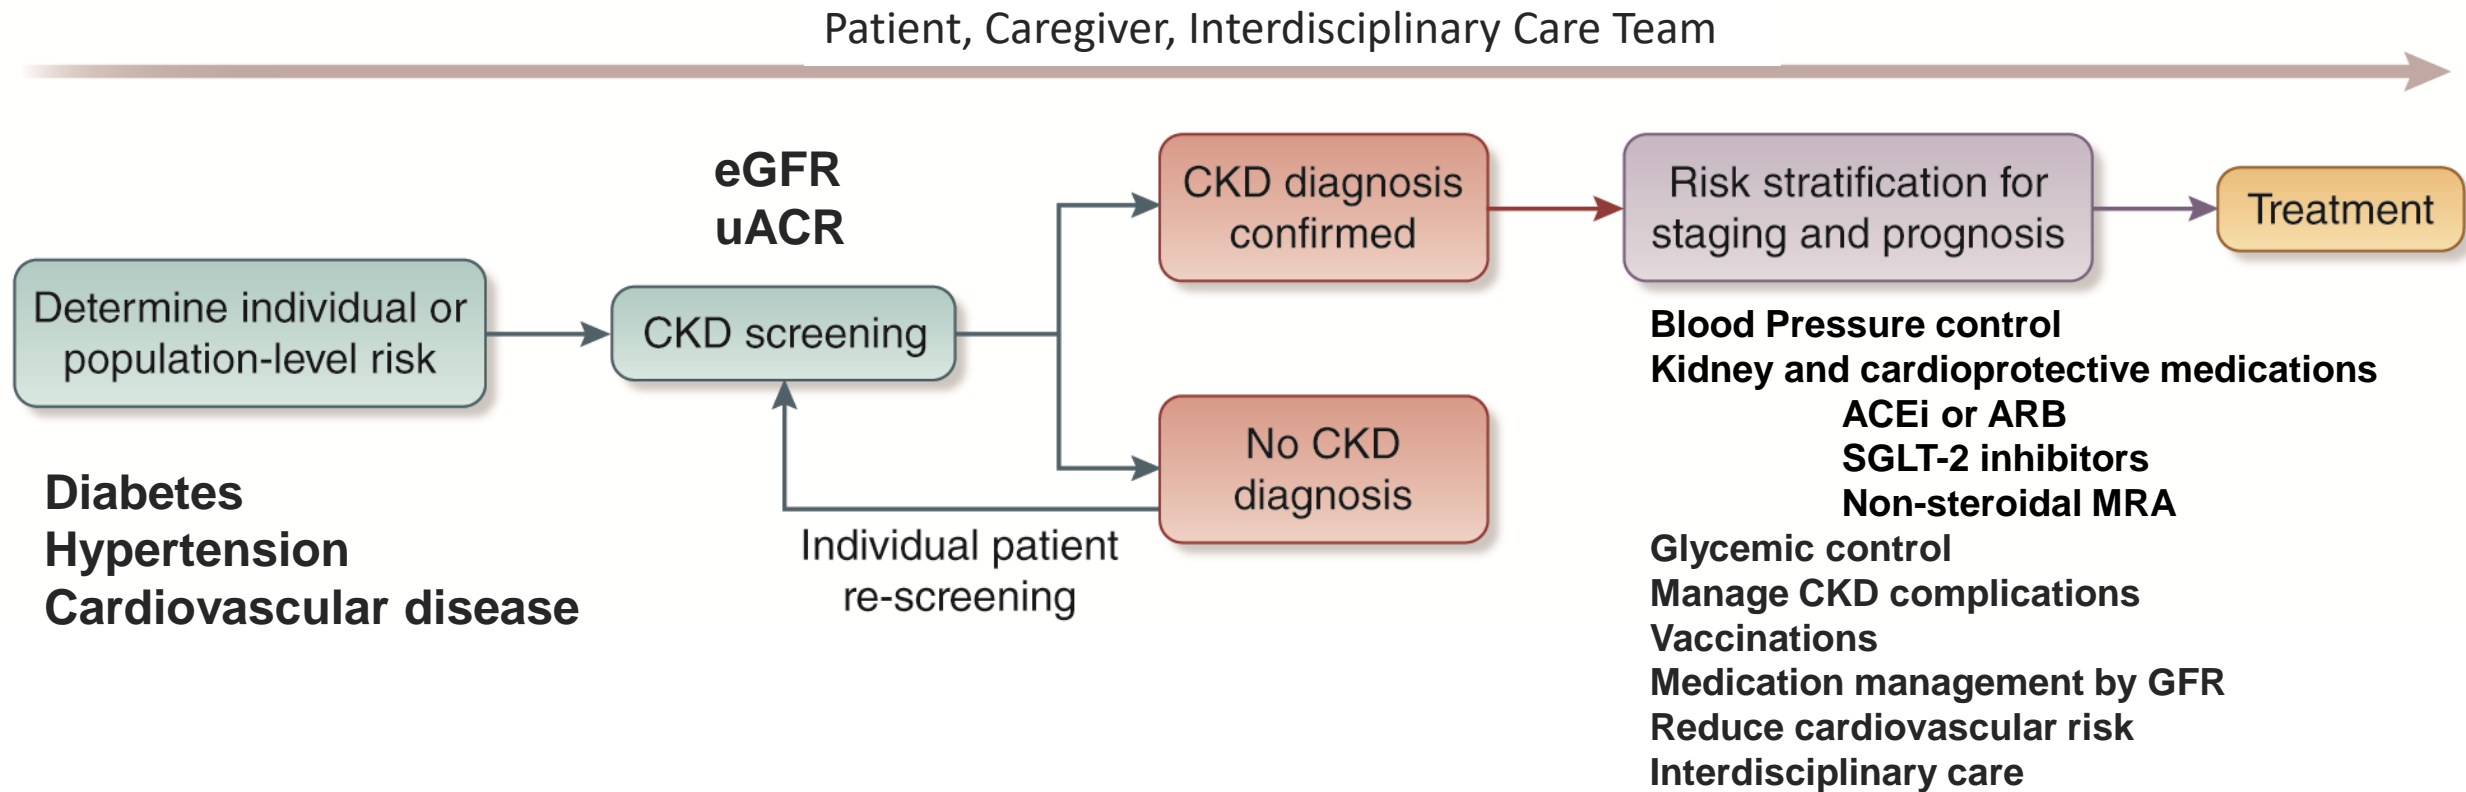 Patient, Caregiver, Interdisciplinary Care Team
Determine individual or
population-level risk
Diabetes
Hypertension
Cardiovascular disease
eGFR
uACR
CKD screening
CKD diagnosis
confirmed
No CKD
diagnosis
Individual patient
re-screening
Risk stratification for
staging and prognosis
Treatment
Blood Pressure control
Kidney and cardioprotective medications
ACEi or ARB
SGLT-2 inhibitors
Non-steroidal MRA
Glycemic control
Manage CKD complications
Vaccinations
Medication management by GFR
Reduce cardiovascular risk
Interdisciplinary care